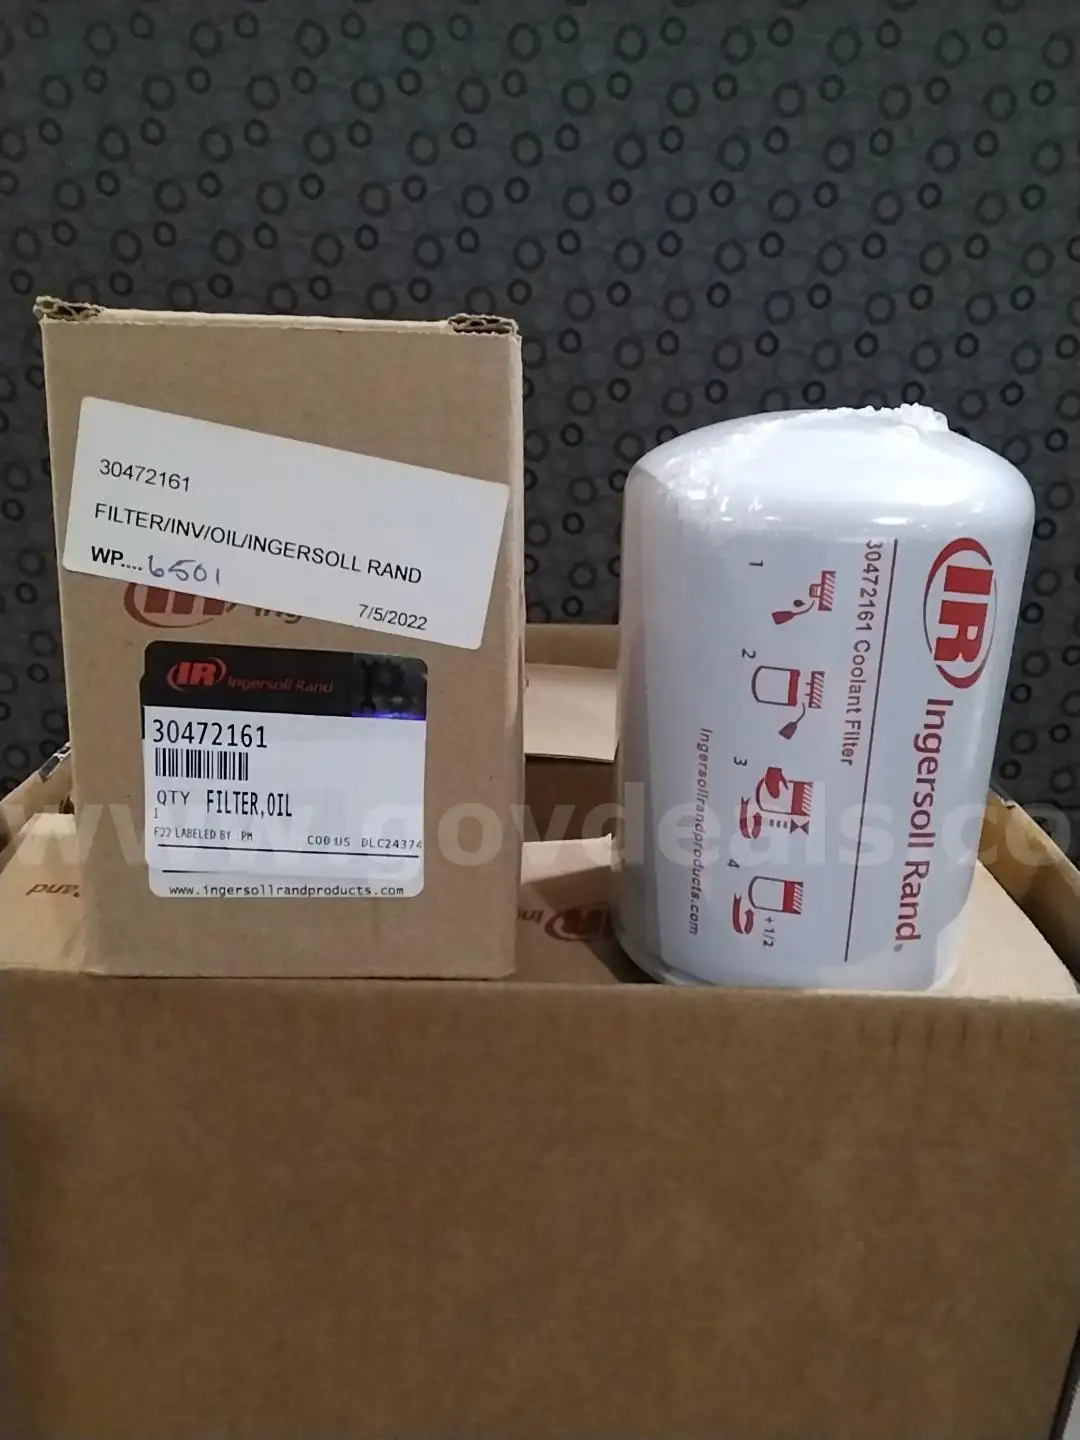 30472161
FILTER/INV/OIL/INGERSOLL RAND
WP....6501
7/5/2022
IR Ingersoll Rand
30472161
QTY FILTER,OIL
1
F22 LABELED BY :PM COO:US DLC24374
www.ingersollrandproducts.com
IR Ingersoll Rand®
30472161 Coolant Filter
1
2
3
4
+ 1/2
Ingersollrandproducts.com
www.govdeals.co